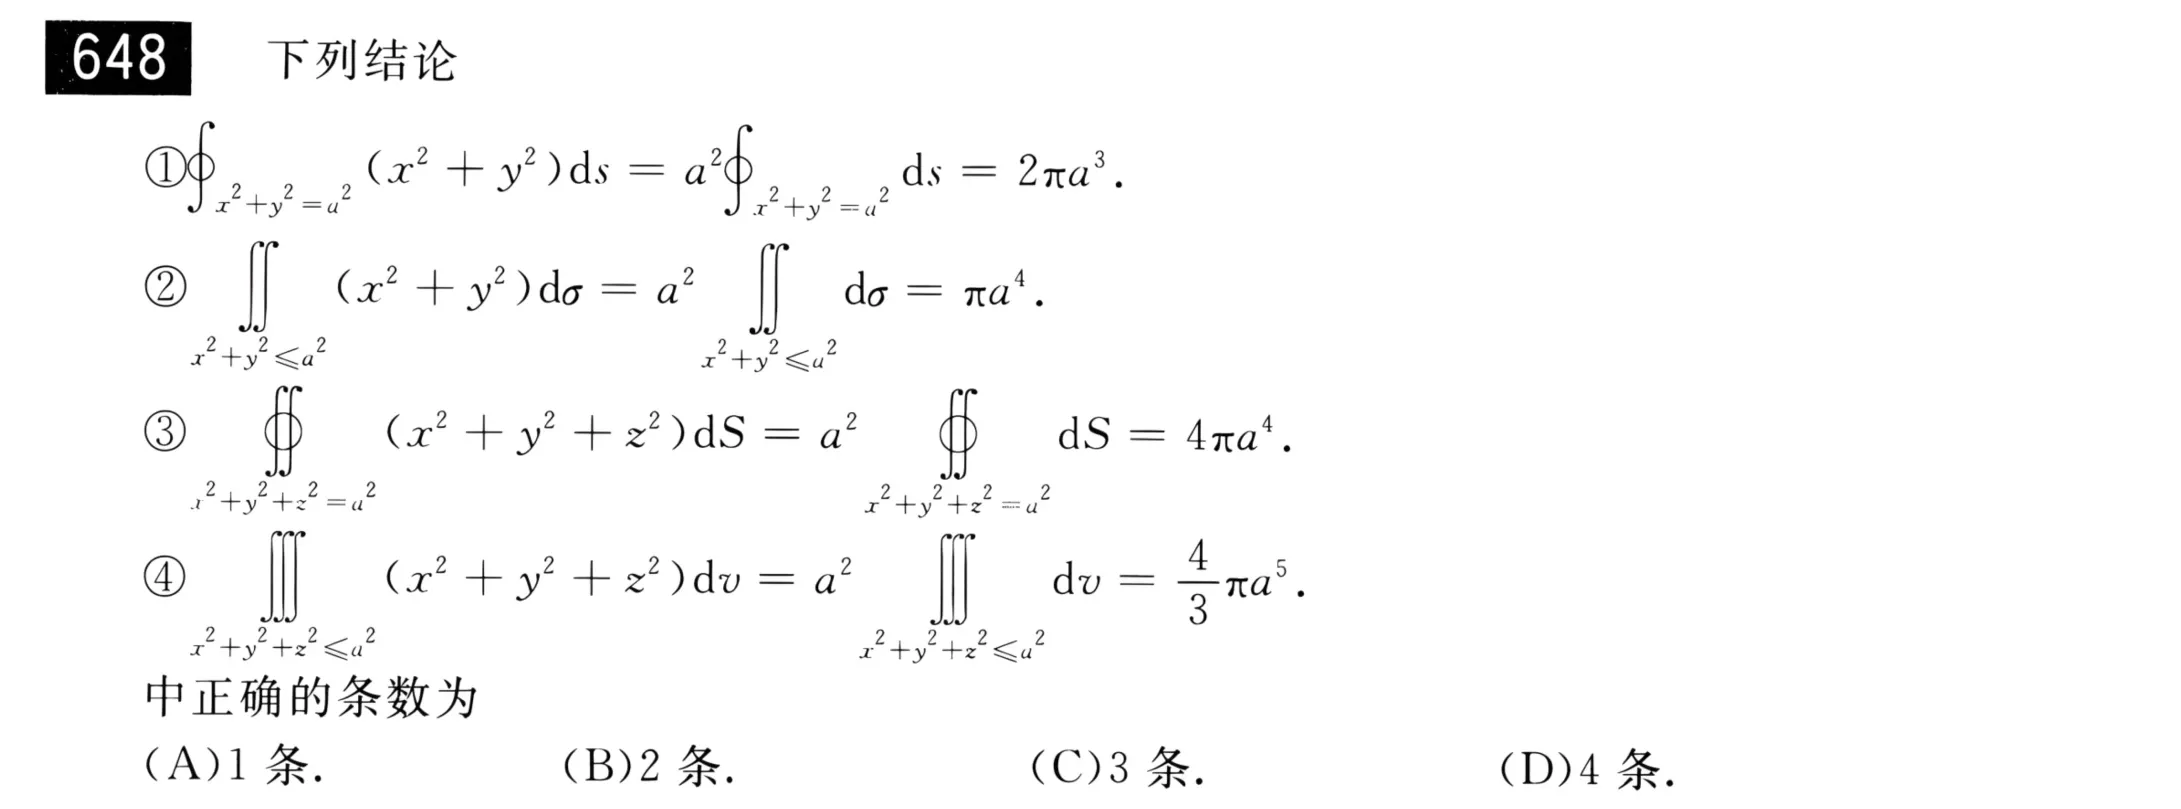 648 下列结论
①∮_{x²+y²=a²}(x²+y²)ds = a²∮_{x²+y²=a²}ds = 2πa³.
②∬_{x²+y²⩽a²}(x²+y²)dσ = a²∬_{x²+y²⩽a²}dσ = πa⁴.
③∯_{x²+y²+z²=a²}(x²+y²+z²)dS = a²∯_{x²+y²+z²=a²}dS = 4πa⁴.
④∭_{x²+y²+z²⩽a²}(x²+y²+z²)dv = a²∭_{x²+y²+z²⩽a²}dv = \frac{4}{3}πa⁵.
中正确的条数为
(A)1 条. (B)2 条. (C)3 条. (D)4 条.